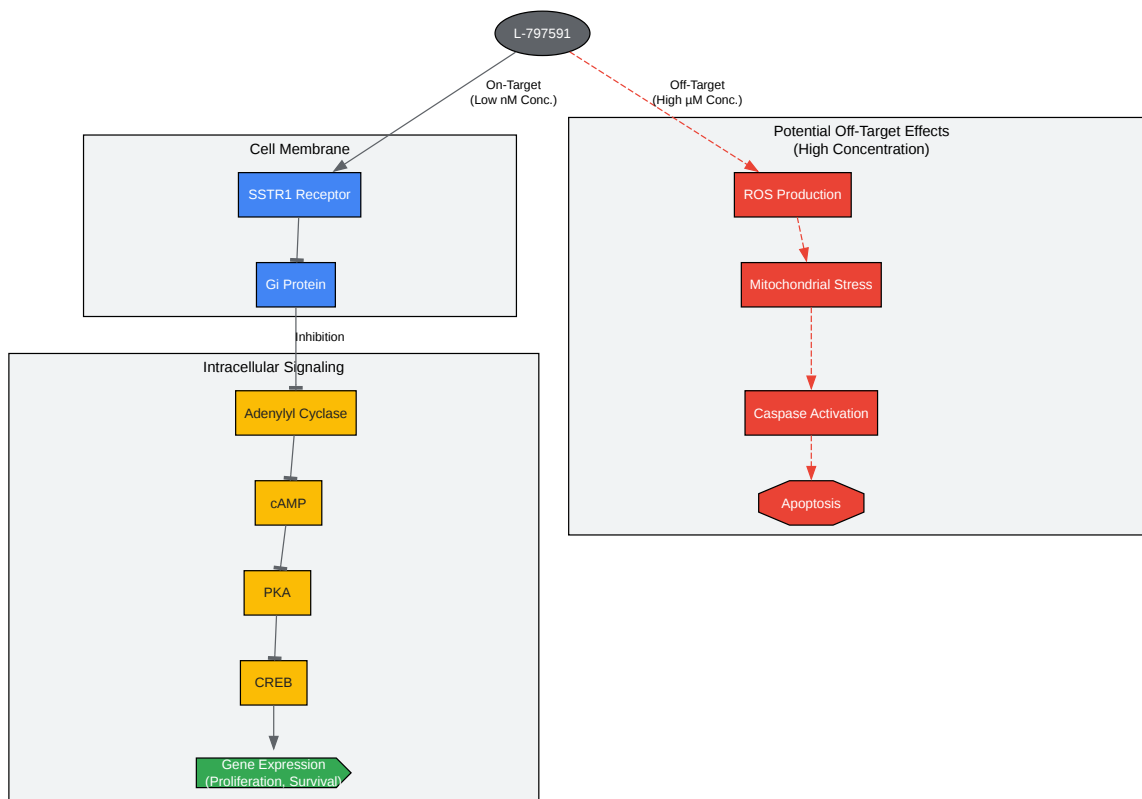 L-797591
On-Target
(Low nM Conc.)
Off-Target
(High µM Conc.)
Cell Membrane
SSTR1 Receptor
Gi Protein
Inhibition
Intracellular Signaling
Adenylyl Cyclase
cAMP
PKA
CREB
Gene Expression
(Proliferation, Survival)
Potential Off-Target Effects
(High Concentration)
ROS Production
Mitochondrial Stress
Caspase Activation
Apoptosis